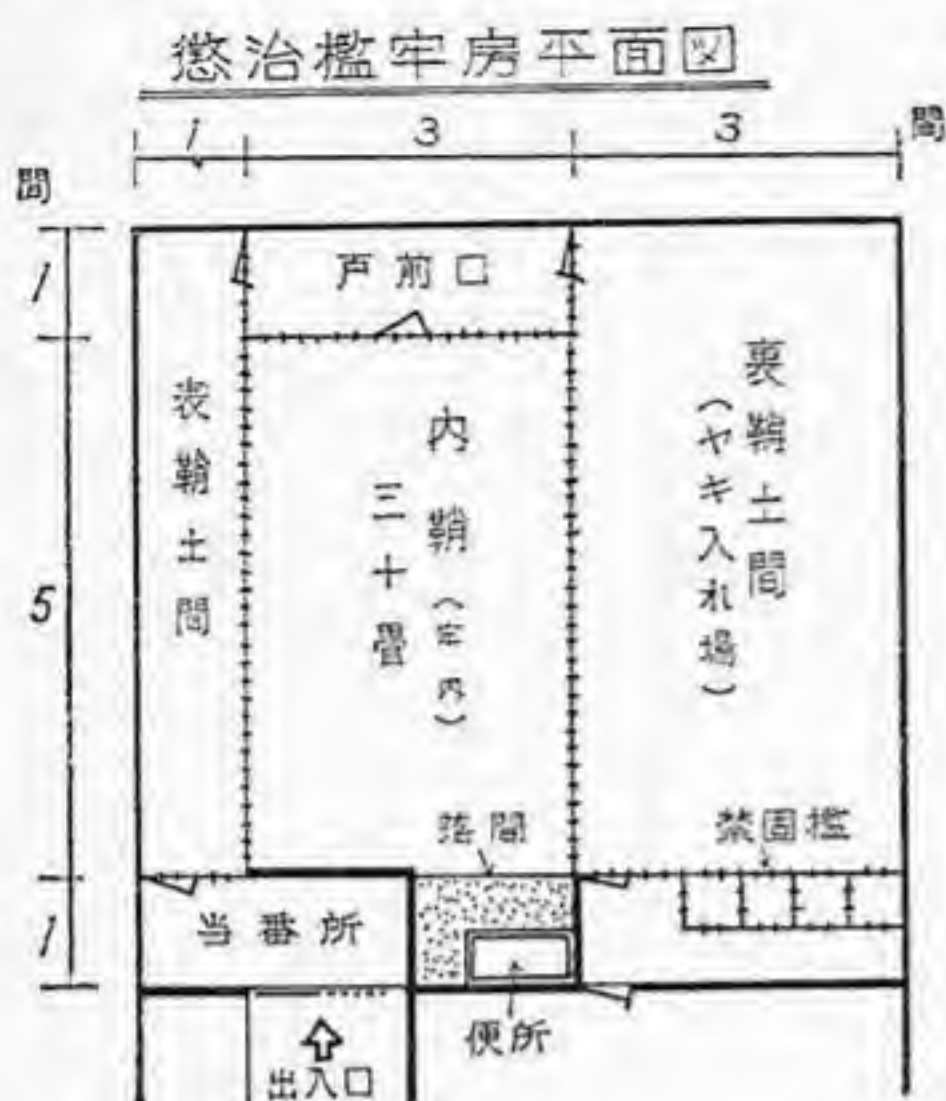 懲治檻牢房平面図
1 3 3 間
間
1
5
1
戸前口
表鞘土間
内鞘(牢内)
三十畳
裏鞘土間
(ヤキ入れ場)
落間
禁固檻
当番所
便所
出入口